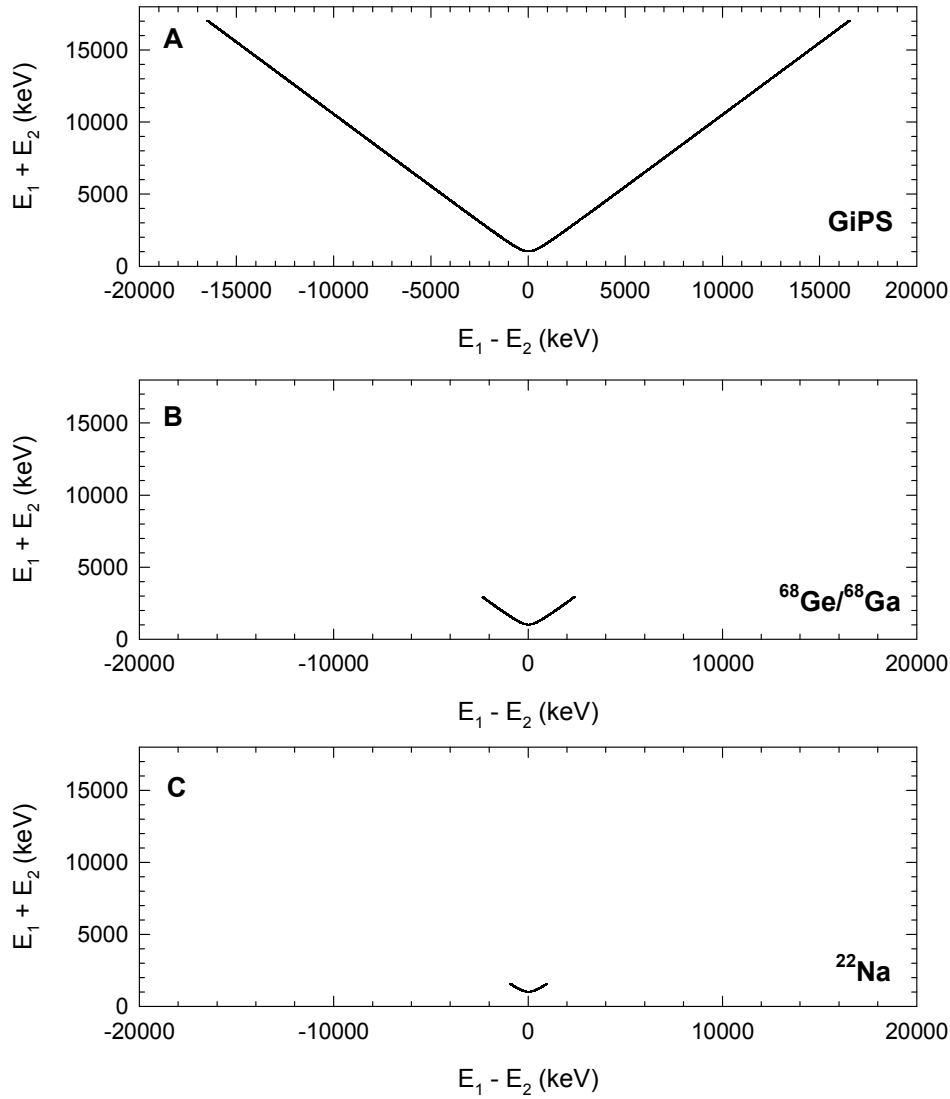 A
E₁ + E₂ (keV)
15000
10000
5000
0
GiPS
-20000 -15000 -10000 -5000 0 5000 10000 15000 20000
E₁ - E₂ (keV)
B
E₁ + E₂ (keV)
15000
10000
5000
0
⁶⁸Ge/⁶⁸Ga
-20000 -10000 0 10000 20000
E₁ - E₂ (keV)
C
E₁ + E₂ (keV)
15000
10000
5000
0
²²Na
-20000 -10000 0 10000 20000
E₁ - E₂ (keV)